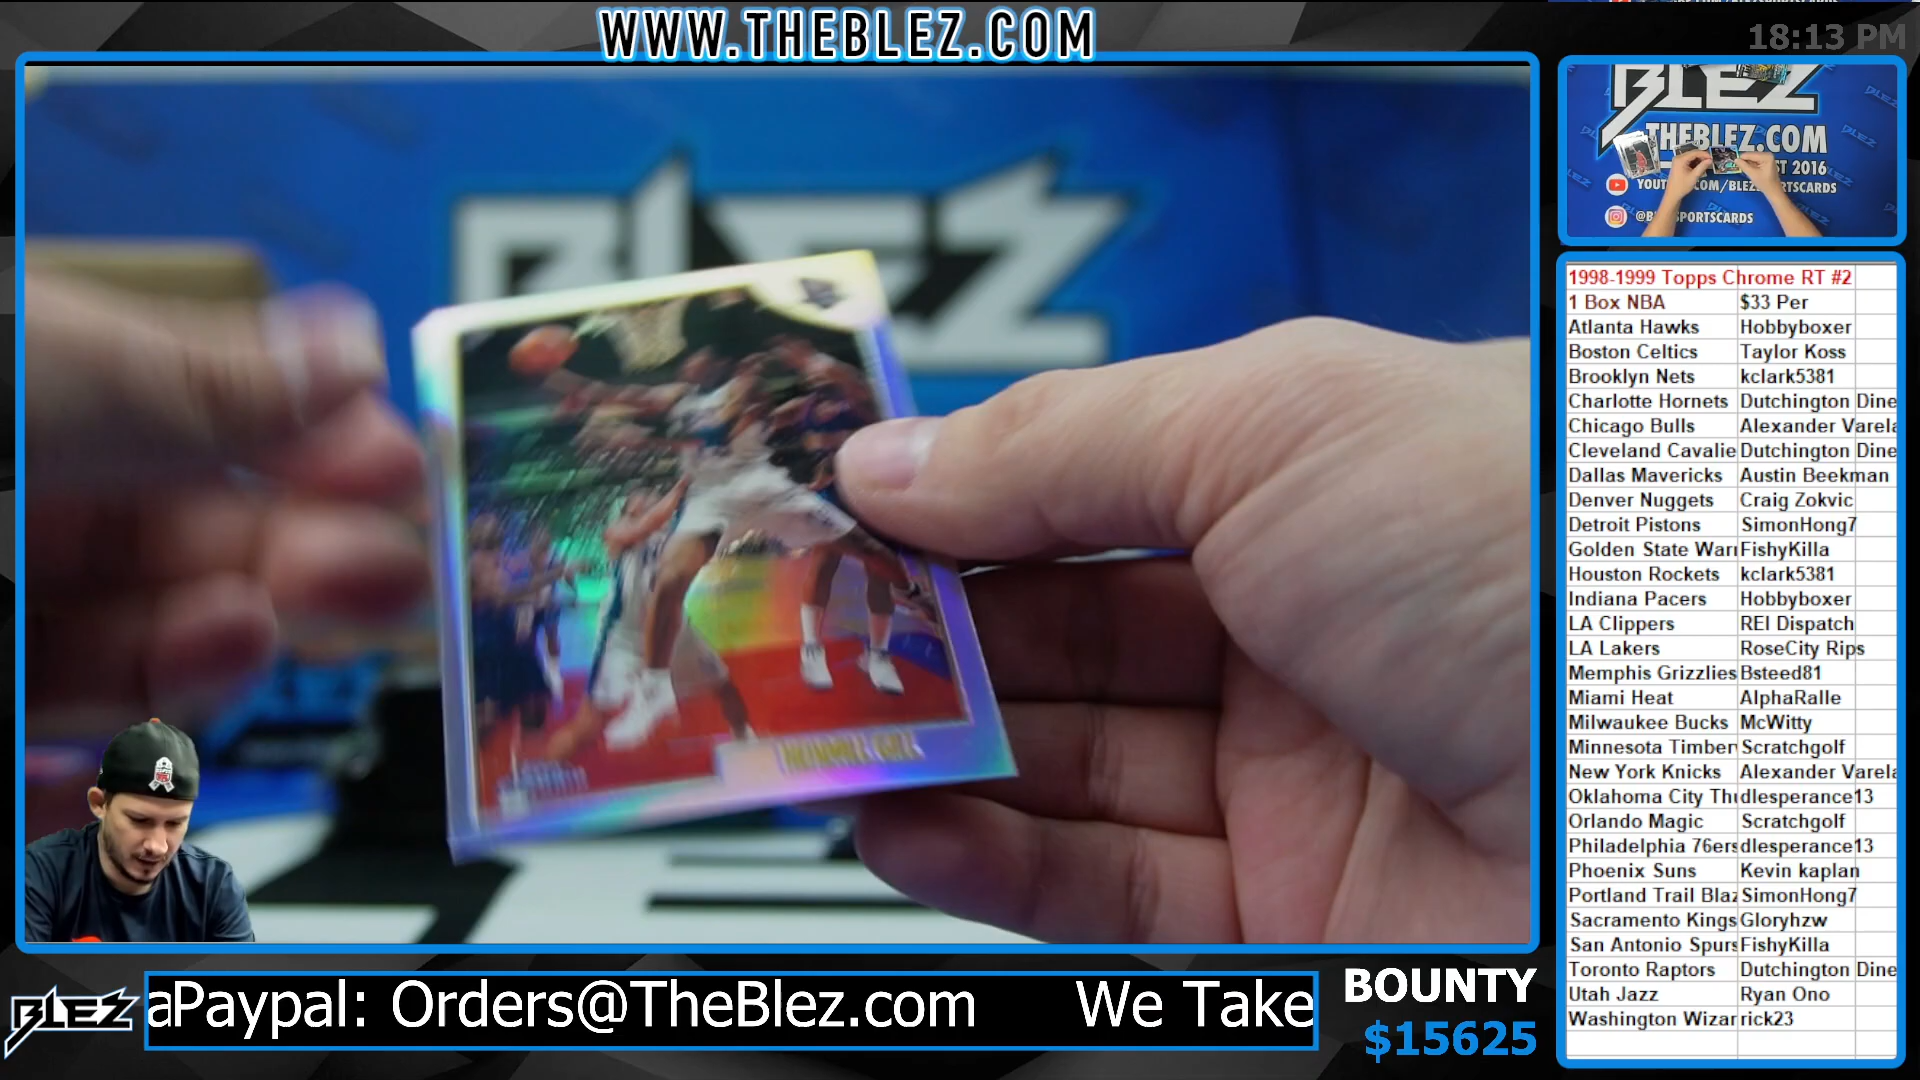 WWW.THEBLEZ.COM
18:13 PM
BLEZ
BLEZ
THEBLEZ.COM
ST 2016
@B
SPORTSCARDS
1998-1999 Topps Chrome RT #2
1 Box NBA $33 Per
Atlanta Hawks Hobbyboxer
Boston Celtics Taylor Koss
Brooklyn Nets kclark5381
Charlotte Hornets Dutchington Dine
Chicago Bulls Alexander Varela
Cleveland Cavalie Dutchington Dine
Dallas Mavericks Austin Beekman
Denver Nuggets Craig Zokvic
Detroit Pistons SimonHong7
Golden State Warr FishyKilla
Houston Rockets kclark5381
Indiana Pacers Hobbyboxer
LA Clippers REI Dispatch
LA Lakers RoseCity Rips
Memphis Grizzlies Bsteed81
Miami Heat AlphaRalle
Milwaukee Bucks McWitty
Minnesota Timber Scratchgolf
New York Knicks Alexander Varela
Oklahoma City Thu dlesperance13
Orlando Magic Scratchgolf
Philadelphia 76ers dlesperance13
Phoenix Suns Kevin kaplan
Portland Trail Blaz SimonHong7
Sacramento Kings Gloryhzw
San Antonio Spurs FishyKilla
Toronto Raptors Dutchington Dine
Utah Jazz Ryan Ono
Washington Wizar rick23
BLEZ
aPaypal: Orders@TheBlez.com We Take
BOUNTY
$15625